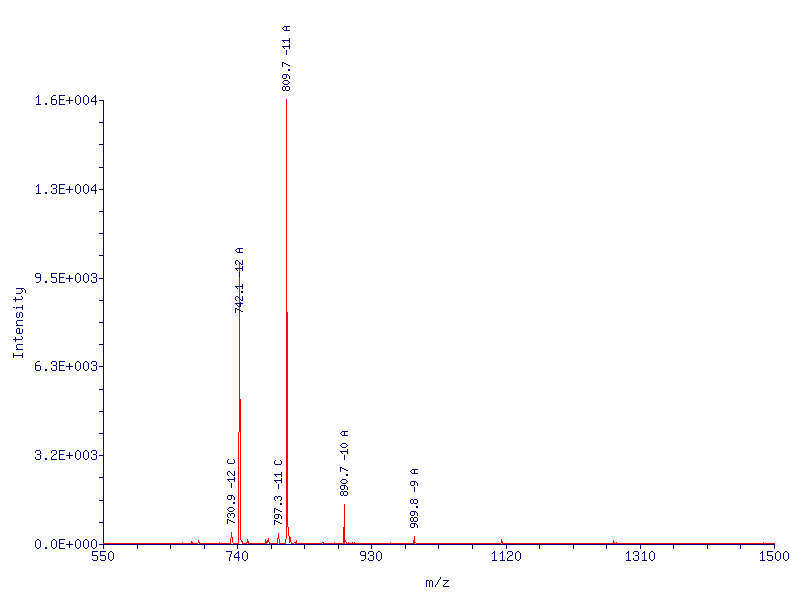 809.7 -11 A
1.6E+004
1.3E+004
742.1 -12 A
9.5E+003
Intensity
6.3E+003
890.7 -10 A
3.2E+003
730.9 -12 C
797.3 -11 C
989.8 -9 A
0.0E+000
550 740 930 1120 1310 1500
m/z